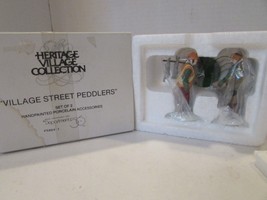 HERITAGE
VILLAGE
COLLECTION
"VILLAGE STREET PEDDLERS"
SET OF 2
HANDPAINTED PORCELAIN ACCESSORIES